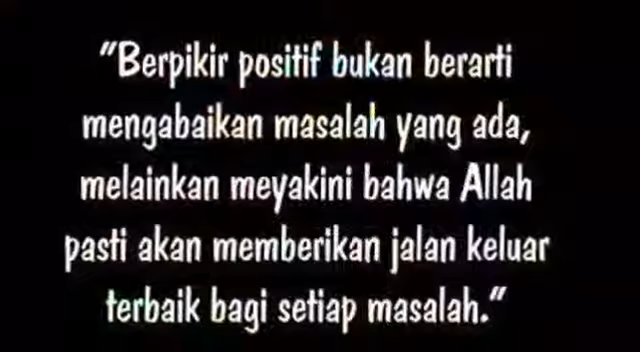 "Berpikir positif bukan berarti
mengabaikan masalah yang ada,
melainkan meyakini bahwa Allah
pasti akan memberikan jalan keluar
terbaik bagi setiap masalah."